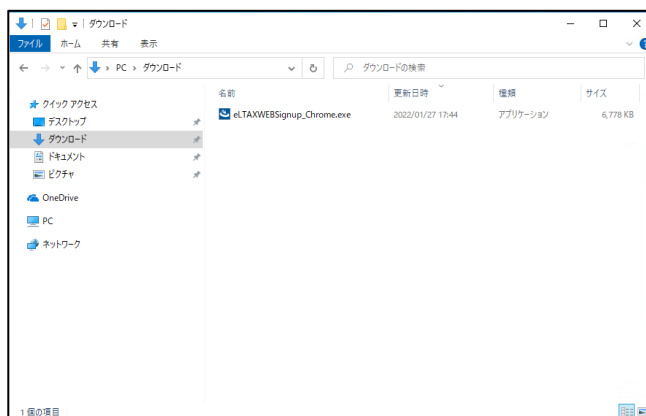 ダウンロード
ファイル ホーム 共有 表示
PC ダウンロード ダウンロードの検索
名前 更新日時 種類 サイズ
クイック アクセス
eLTAXWEBSignup_Chrome.exe 2022/01/27 17:44 アプリケーション 6,778 KB
デスクトップ
ダウンロード
ドキュメント
ピクチャ
OneDrive
PC
ネットワーク
1 個の項目